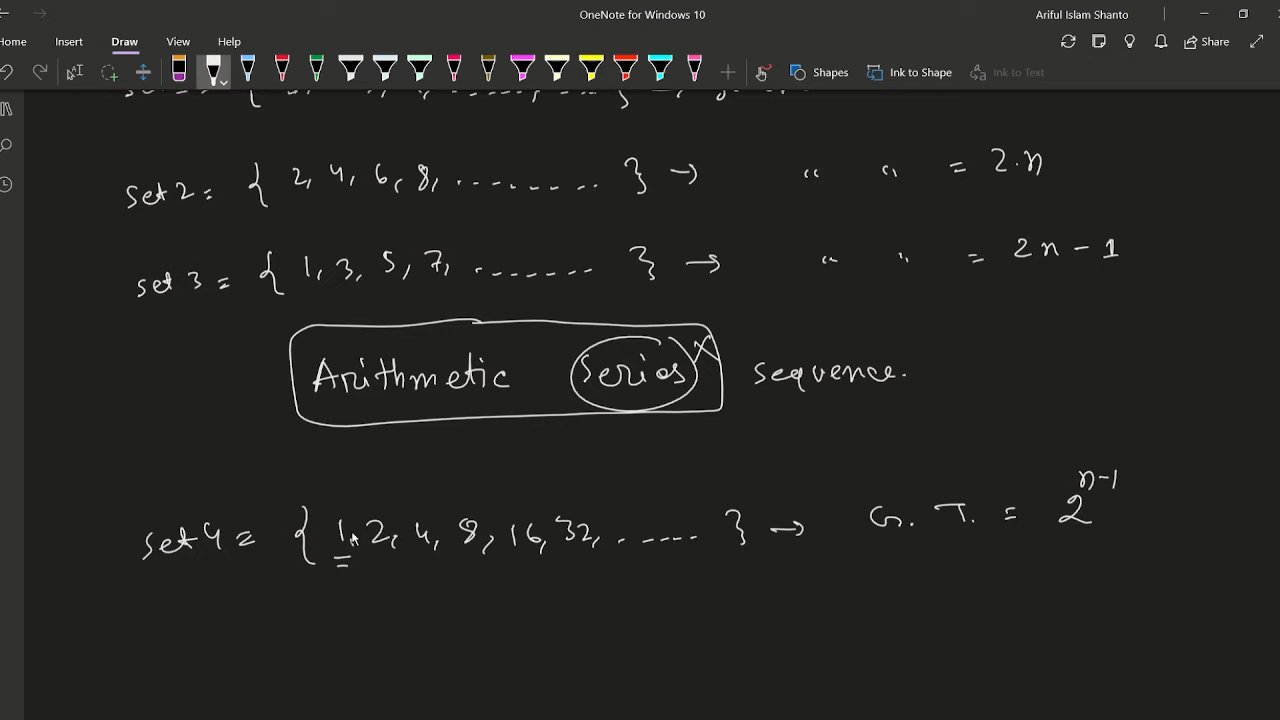 OneNote for Windows 10
Ariful Islam Shanto
Home Insert Draw View Help
Share
Shapes Ink to Shape Ink to Text
set 2 = { 2, 4, 6, 8, ......... } → " " = 2·n
set 3 = { 1, 3, 5, 7, ........ } → " " = 2n - 1
Arithmetic Series × sequence.
set 4 = { 1, 2, 4, 8, 16, 32, ...... } → G. T. = 2^{n-1}